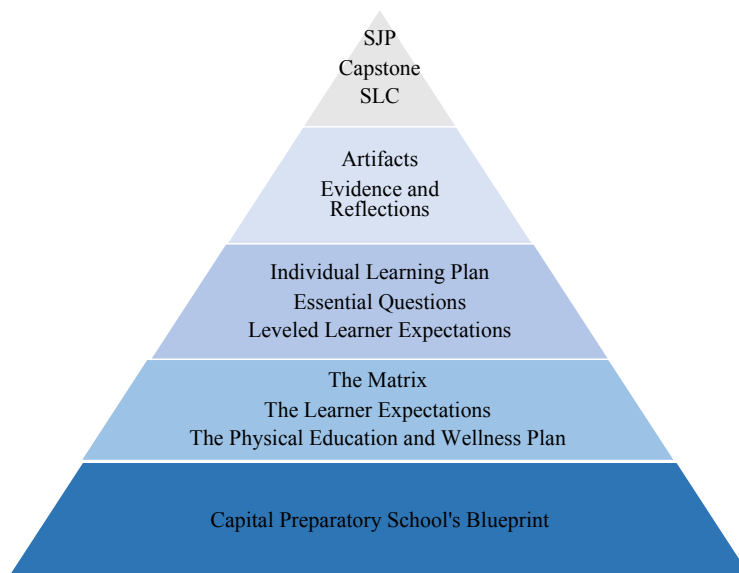 SJP
Capstone
SLC
Artifacts
Evidence and
Reflections
Individual Learning Plan
Essential Questions
Leveled Learner Expectations
The Matrix
The Learner Expectations
The Physical Education and Wellness Plan
Capital Preparatory School's Blueprint